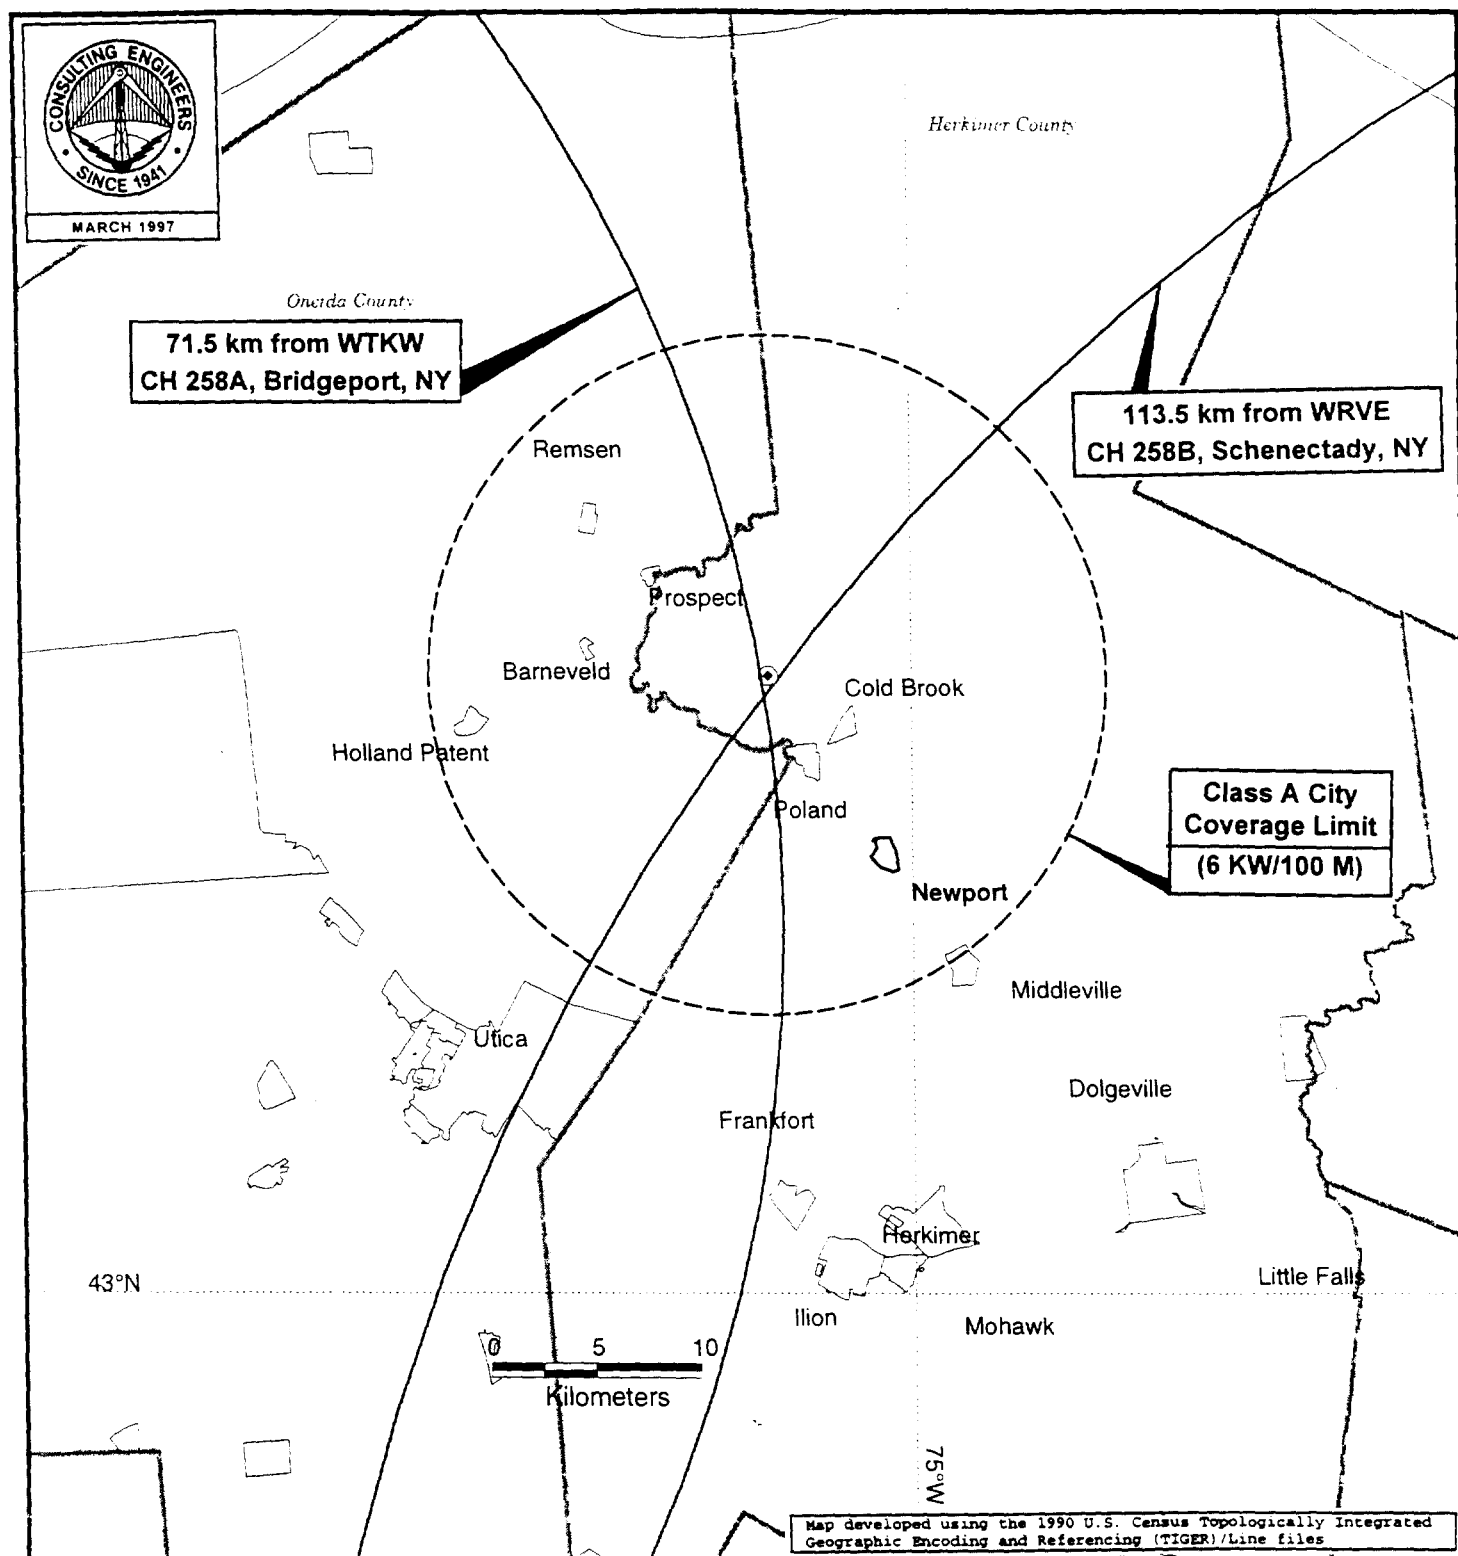 CONSULTING ENGINEERS
• SINCE 1941 •
MARCH 1997
Herkimer County
Oneida County
71.5 km from WTKW
CH 258A, Bridgeport, NY
113.5 km from WRVE
CH 258B, Schenectady, NY
Remsen
Prospect
Barneveld
Cold Brook
Holland Patent
Class A City
Coverage Limit
(6 KW/100 M)
Poland
Newport
Middleville
Utica
Dolgeville
Frankfort
Herkimer
43°N
Little Falls
Ilion
Mohawk
0 5 10
Kilometers
75°W
Map developed using the 1990 U.S. Census Topologically Integrated
Geographic Encoding and Referencing (TIGER)/Line files